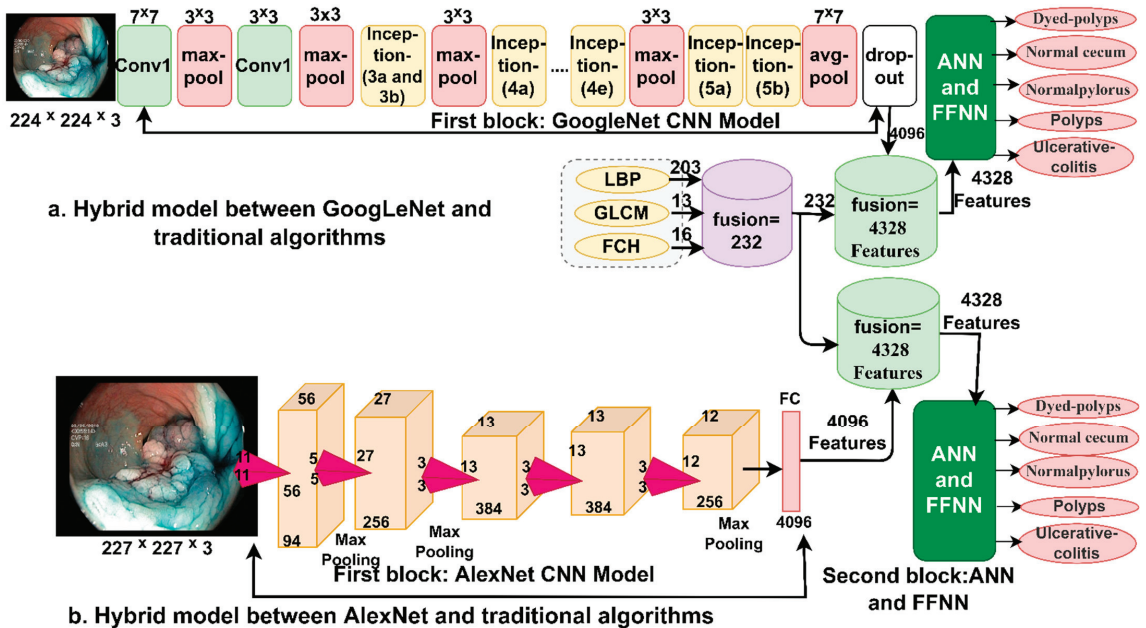 7x7
3x3
3x3
3x3
3x3
3x3
7x7
Conv1
max-
pool
Conv1
max-
pool
Incep-
tion-
(3a and
3b)
max-
pool
Incep-
tion-
(4a)
.....
Incep-
tion-
(4e)
max-
pool
Incep-
tion-
(5a)
Incep-
tion-
(5b)
avg-
pool
drop-
out
ANN
and
FFNN
Dyed-polyps
Normal cecum
Normalpylorus
Polyps
Ulcerative-
colitis
224 x 224 x 3
First block: GoogleNet CNN Model
4096
4328
Features
a. Hybrid model between GoogLeNet and
traditional algorithms
LBP
203
GLCM
13
FCH
16
fusion=
232
232
fusion=
4328
Features
fusion=
4328
Features
4328
Features
227 x 227 x 3
11
11
56
56
94
5
5
27
27
256
Max
Pooling
3
3
13
13
384
Max
Pooling
3
3
13
13
384
3
3
12
12
256
Max
Pooling
FC
4096
4096
Features
First block: AlexNet CNN Model
ANN
and
FFNN
Dyed-polyps
Normal cecum
Normalpylorus
Polyps
Ulcerative-
colitis
Second block:ANN
and FFNN
b. Hybrid model between AlexNet and traditional algorithms